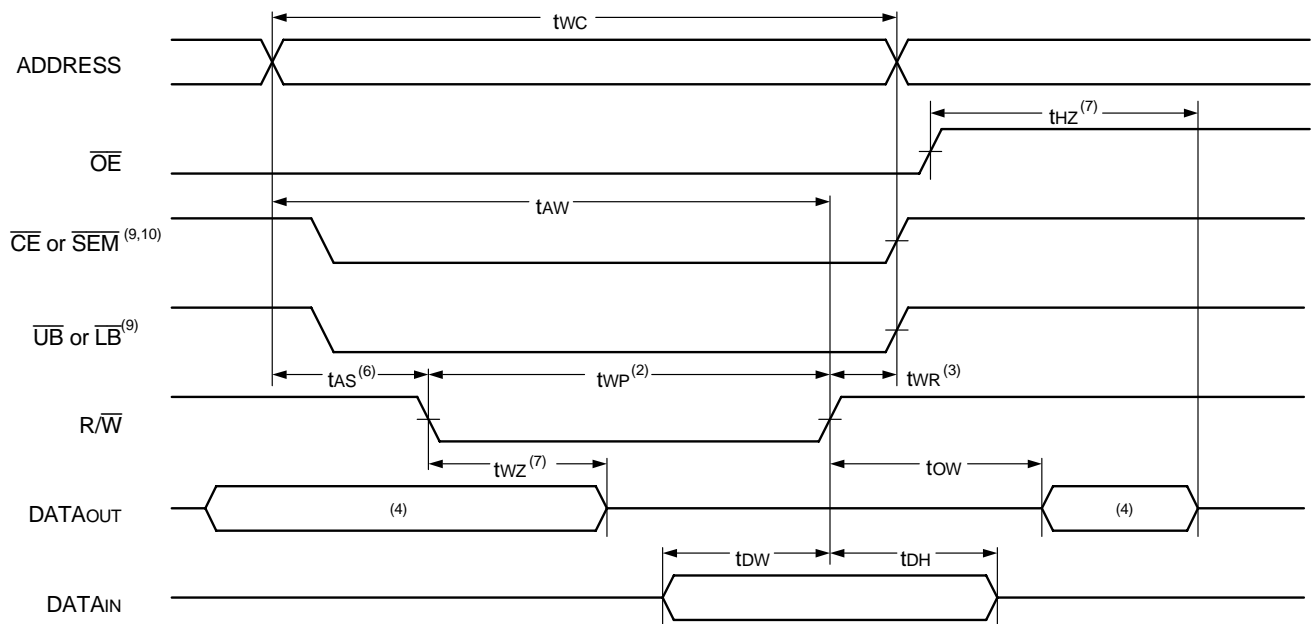 tWC
ADDRESS
tHZ(7)
OE
tAW
CE or SEM (9,10)
UB or LB(9)
tAS(6) tWP(2) tWR(3)
R/W
tWZ(7) tOW
DATAOUT (4) (4)
tDW tDH
DATAIN